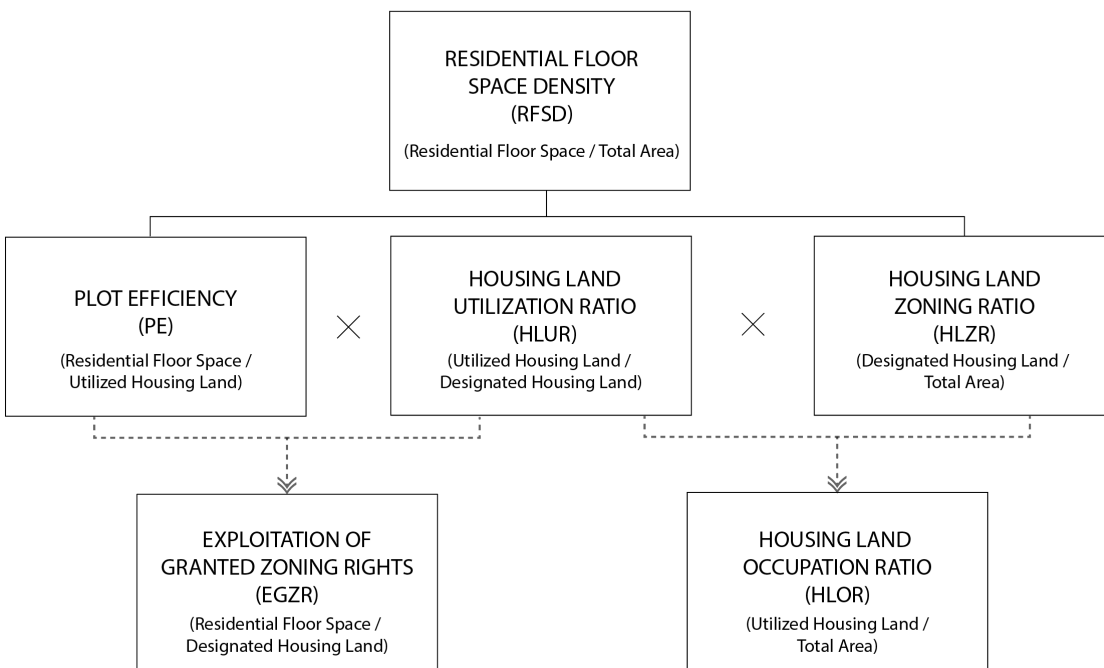 RESIDENTIAL FLOOR
SPACE DENSITY
(RFSD)
(Residential Floor Space / Total Area)
PLOT EFFICIENCY
(PE)
(Residential Floor Space /
Utilized Housing Land)
HOUSING LAND
UTILIZATION RATIO
(HLUR)
(Utilized Housing Land /
Designated Housing Land)
HOUSING LAND
ZONING RATIO
(HLZR)
(Designated Housing Land /
Total Area)
EXPLOITATION OF
GRANTED ZONING RIGHTS
(EGZR)
(Residential Floor Space /
Designated Housing Land)
HOUSING LAND
OCCUPATION RATIO
(HLOR)
(Utilized Housing Land /
Total Area)